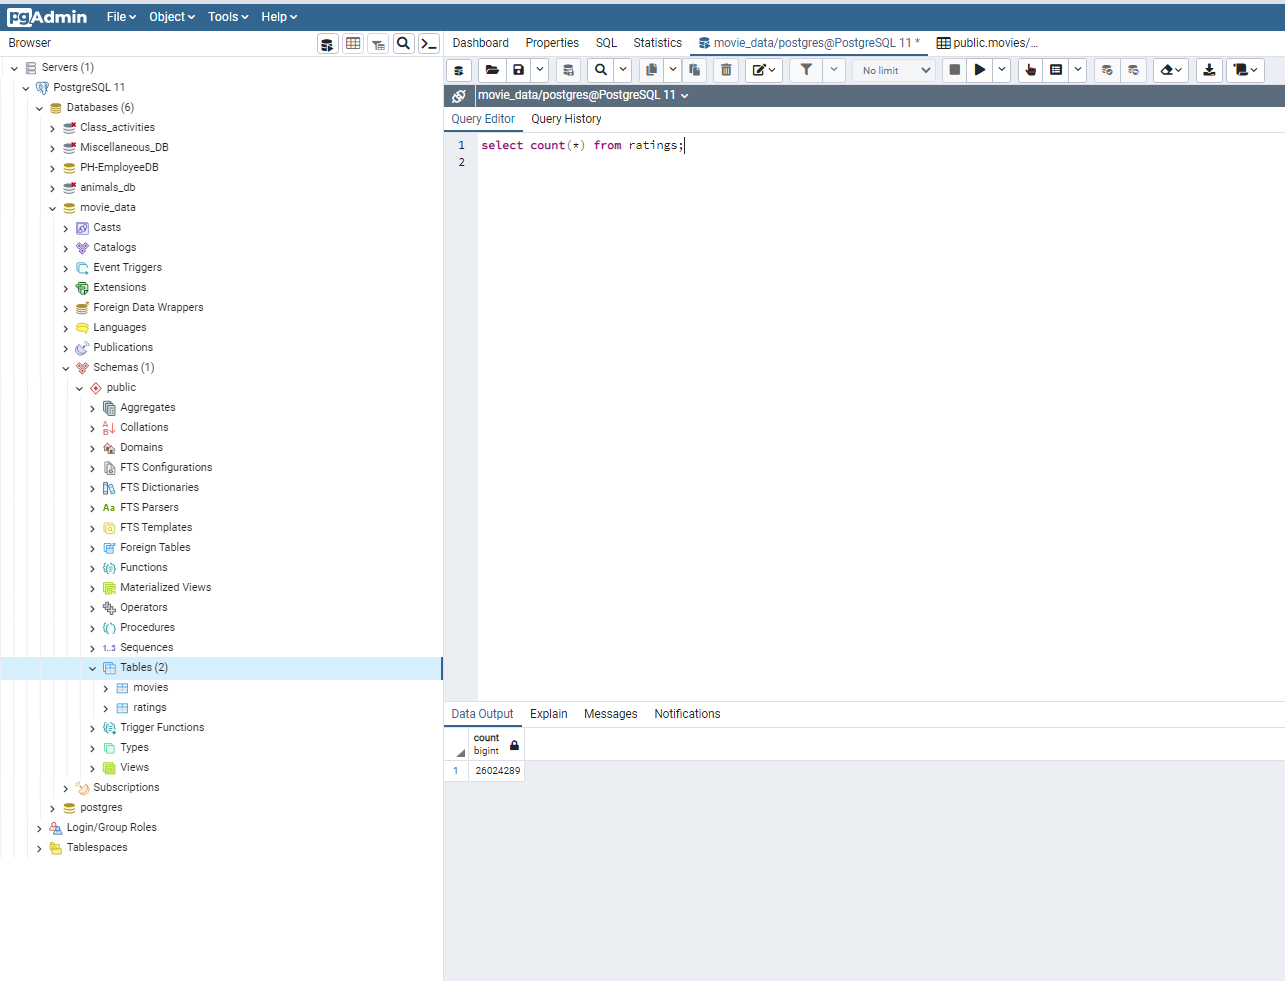 pgAdmin File Object Tools Help
Browser
Dashboard Properties SQL Statistics movie_data/postgres@PostgreSQL 11 * public.movies/...
No limit
movie_data/postgres@PostgreSQL 11
Query Editor Query History
1 select count(*) from ratings;
2
Servers (1)
PostgreSQL 11
Databases (6)
Class_activities
Miscellaneous_DB
PH-EmployeeDB
animals_db
movie_data
Casts
Catalogs
Event Triggers
Extensions
Foreign Data Wrappers
Languages
Publications
Schemas (1)
public
Aggregates
Collations
Domains
FTS Configurations
FTS Dictionaries
Aa FTS Parsers
FTS Templates
Foreign Tables
Functions
Materialized Views
Operators
Procedures
1..3 Sequences
Tables (2)
movies
ratings
Trigger Functions
Types
Views
Subscriptions
postgres
Login/Group Roles
Tablespaces
Data Output Explain Messages Notifications
count
bigint
1 26024289